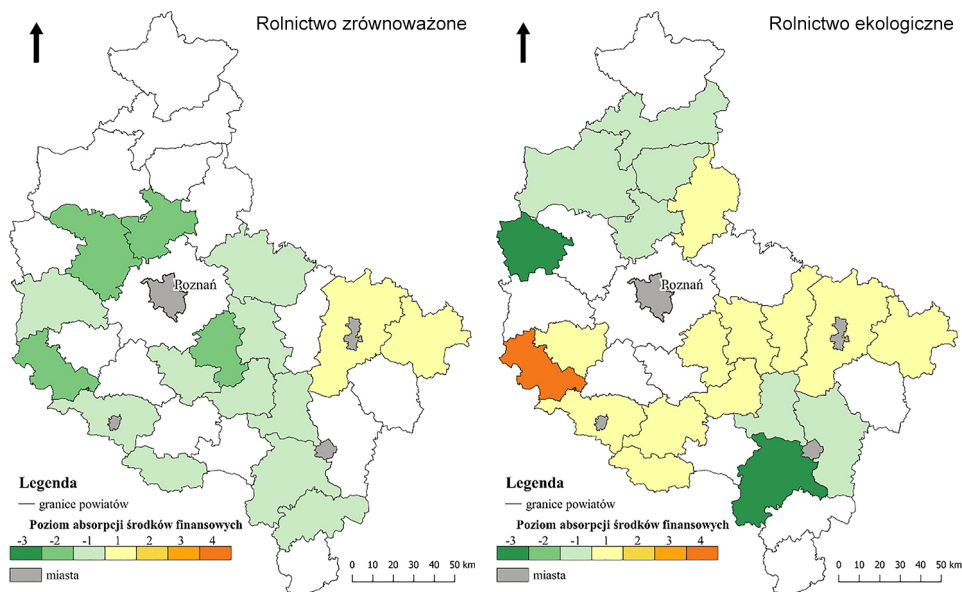 Rolnictwo zrównoważone
Poznań
Legenda
granice powiatów
Poziom absorpcji środków finansowych
-3 -2 -1 1 2 3 4
miasta
0 10 20 30 40 50 km
Rolnictwo ekologiczne
Poznań
Legenda
granice powiatów
Poziom absorpcji środków finansowych
-3 -2 -1 1 2 3 4
miasta
0 10 20 30 40 50 km